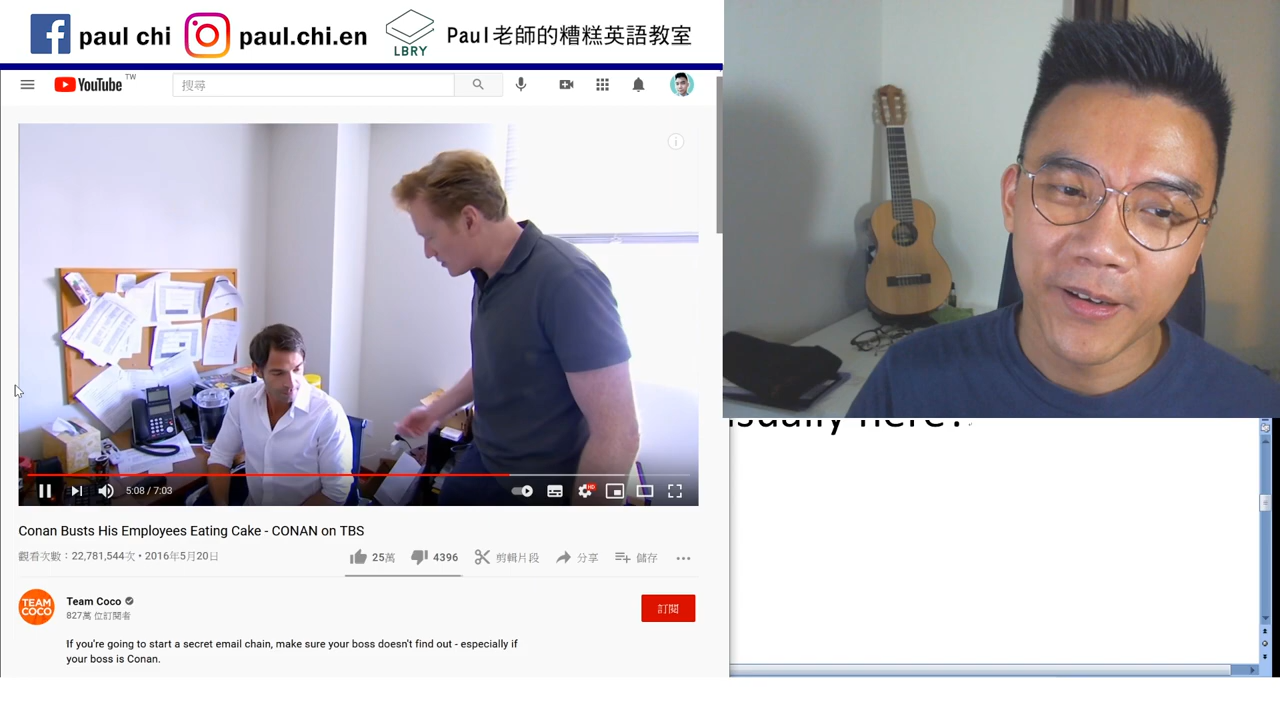 paul chi
paul.chi.en
LBRY
Paul老師的糟糕英語教室
YouTube TW
搜尋
5:08 / 7:03
HD
Conan Busts His Employees Eating Cake - CONAN on TBS
觀看次數：22,781,544次 • 2016年5月20日
25萬
4396
剪輯片段
分享
儲存
TEAM COCO
Team Coco
827萬 位訂閱者
訂閱
If you're going to start a secret email chain, make sure your boss doesn't find out - especially if
your boss is Conan.
usually here?